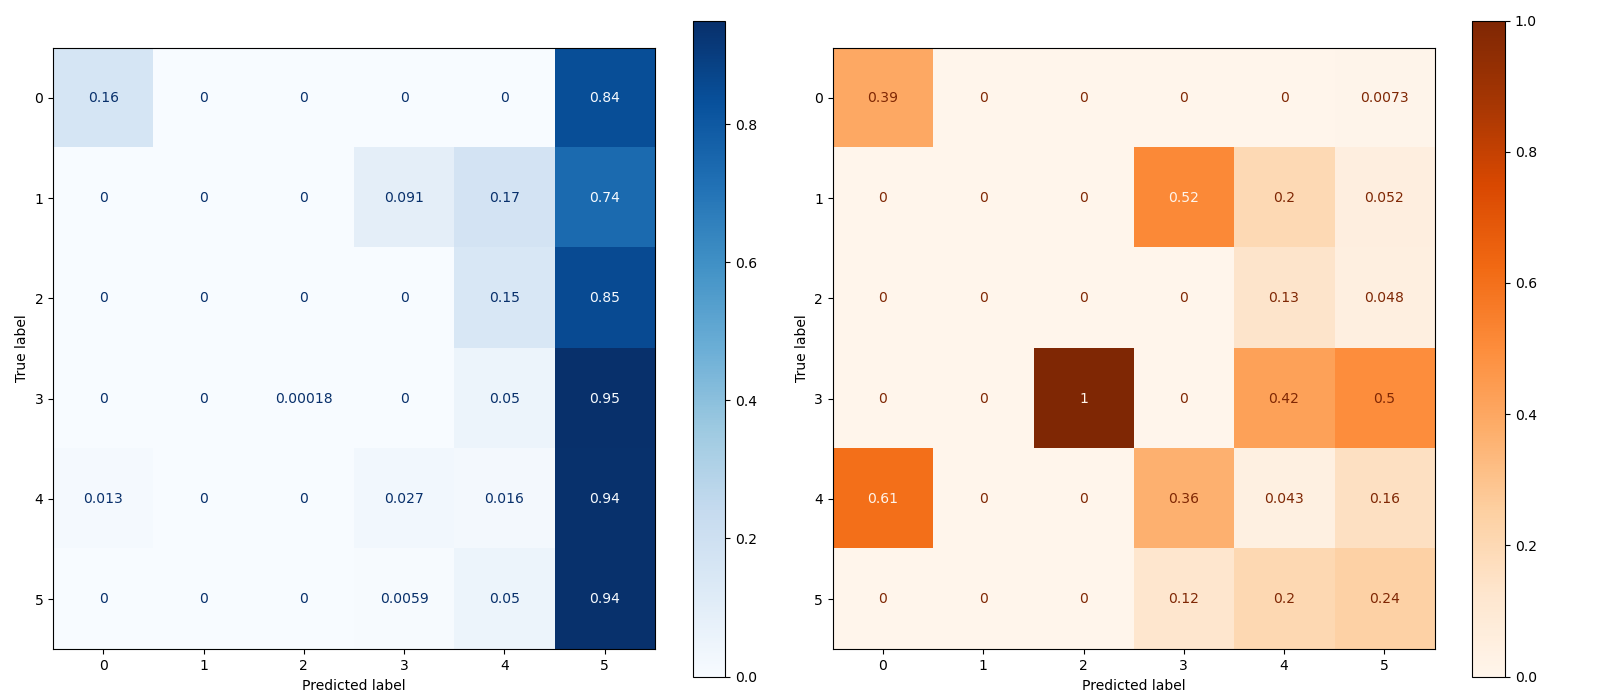 0 0.16 0 0 0 0 0.84
1 0 0 0 0.091 0.17 0.74
2 0 0 0 0 0.15 0.85
3 0 0 0.00018 0 0.05 0.95
4 0.013 0 0 0.027 0.016 0.94
5 0 0 0 0.0059 0.05 0.94
0 1 2 3 4 5
True label
Predicted label
0.8
0.6
0.4
0.2
0.0
0 0.39 0 0 0 0 0.0073
1 0 0 0 0.52 0.2 0.052
2 0 0 0 0 0.13 0.048
3 0 0 1 0 0.42 0.5
4 0.61 0 0 0.36 0.043 0.16
5 0 0 0 0.12 0.2 0.24
0 1 2 3 4 5
True label
Predicted label
1.0
0.8
0.6
0.4
0.2
0.0